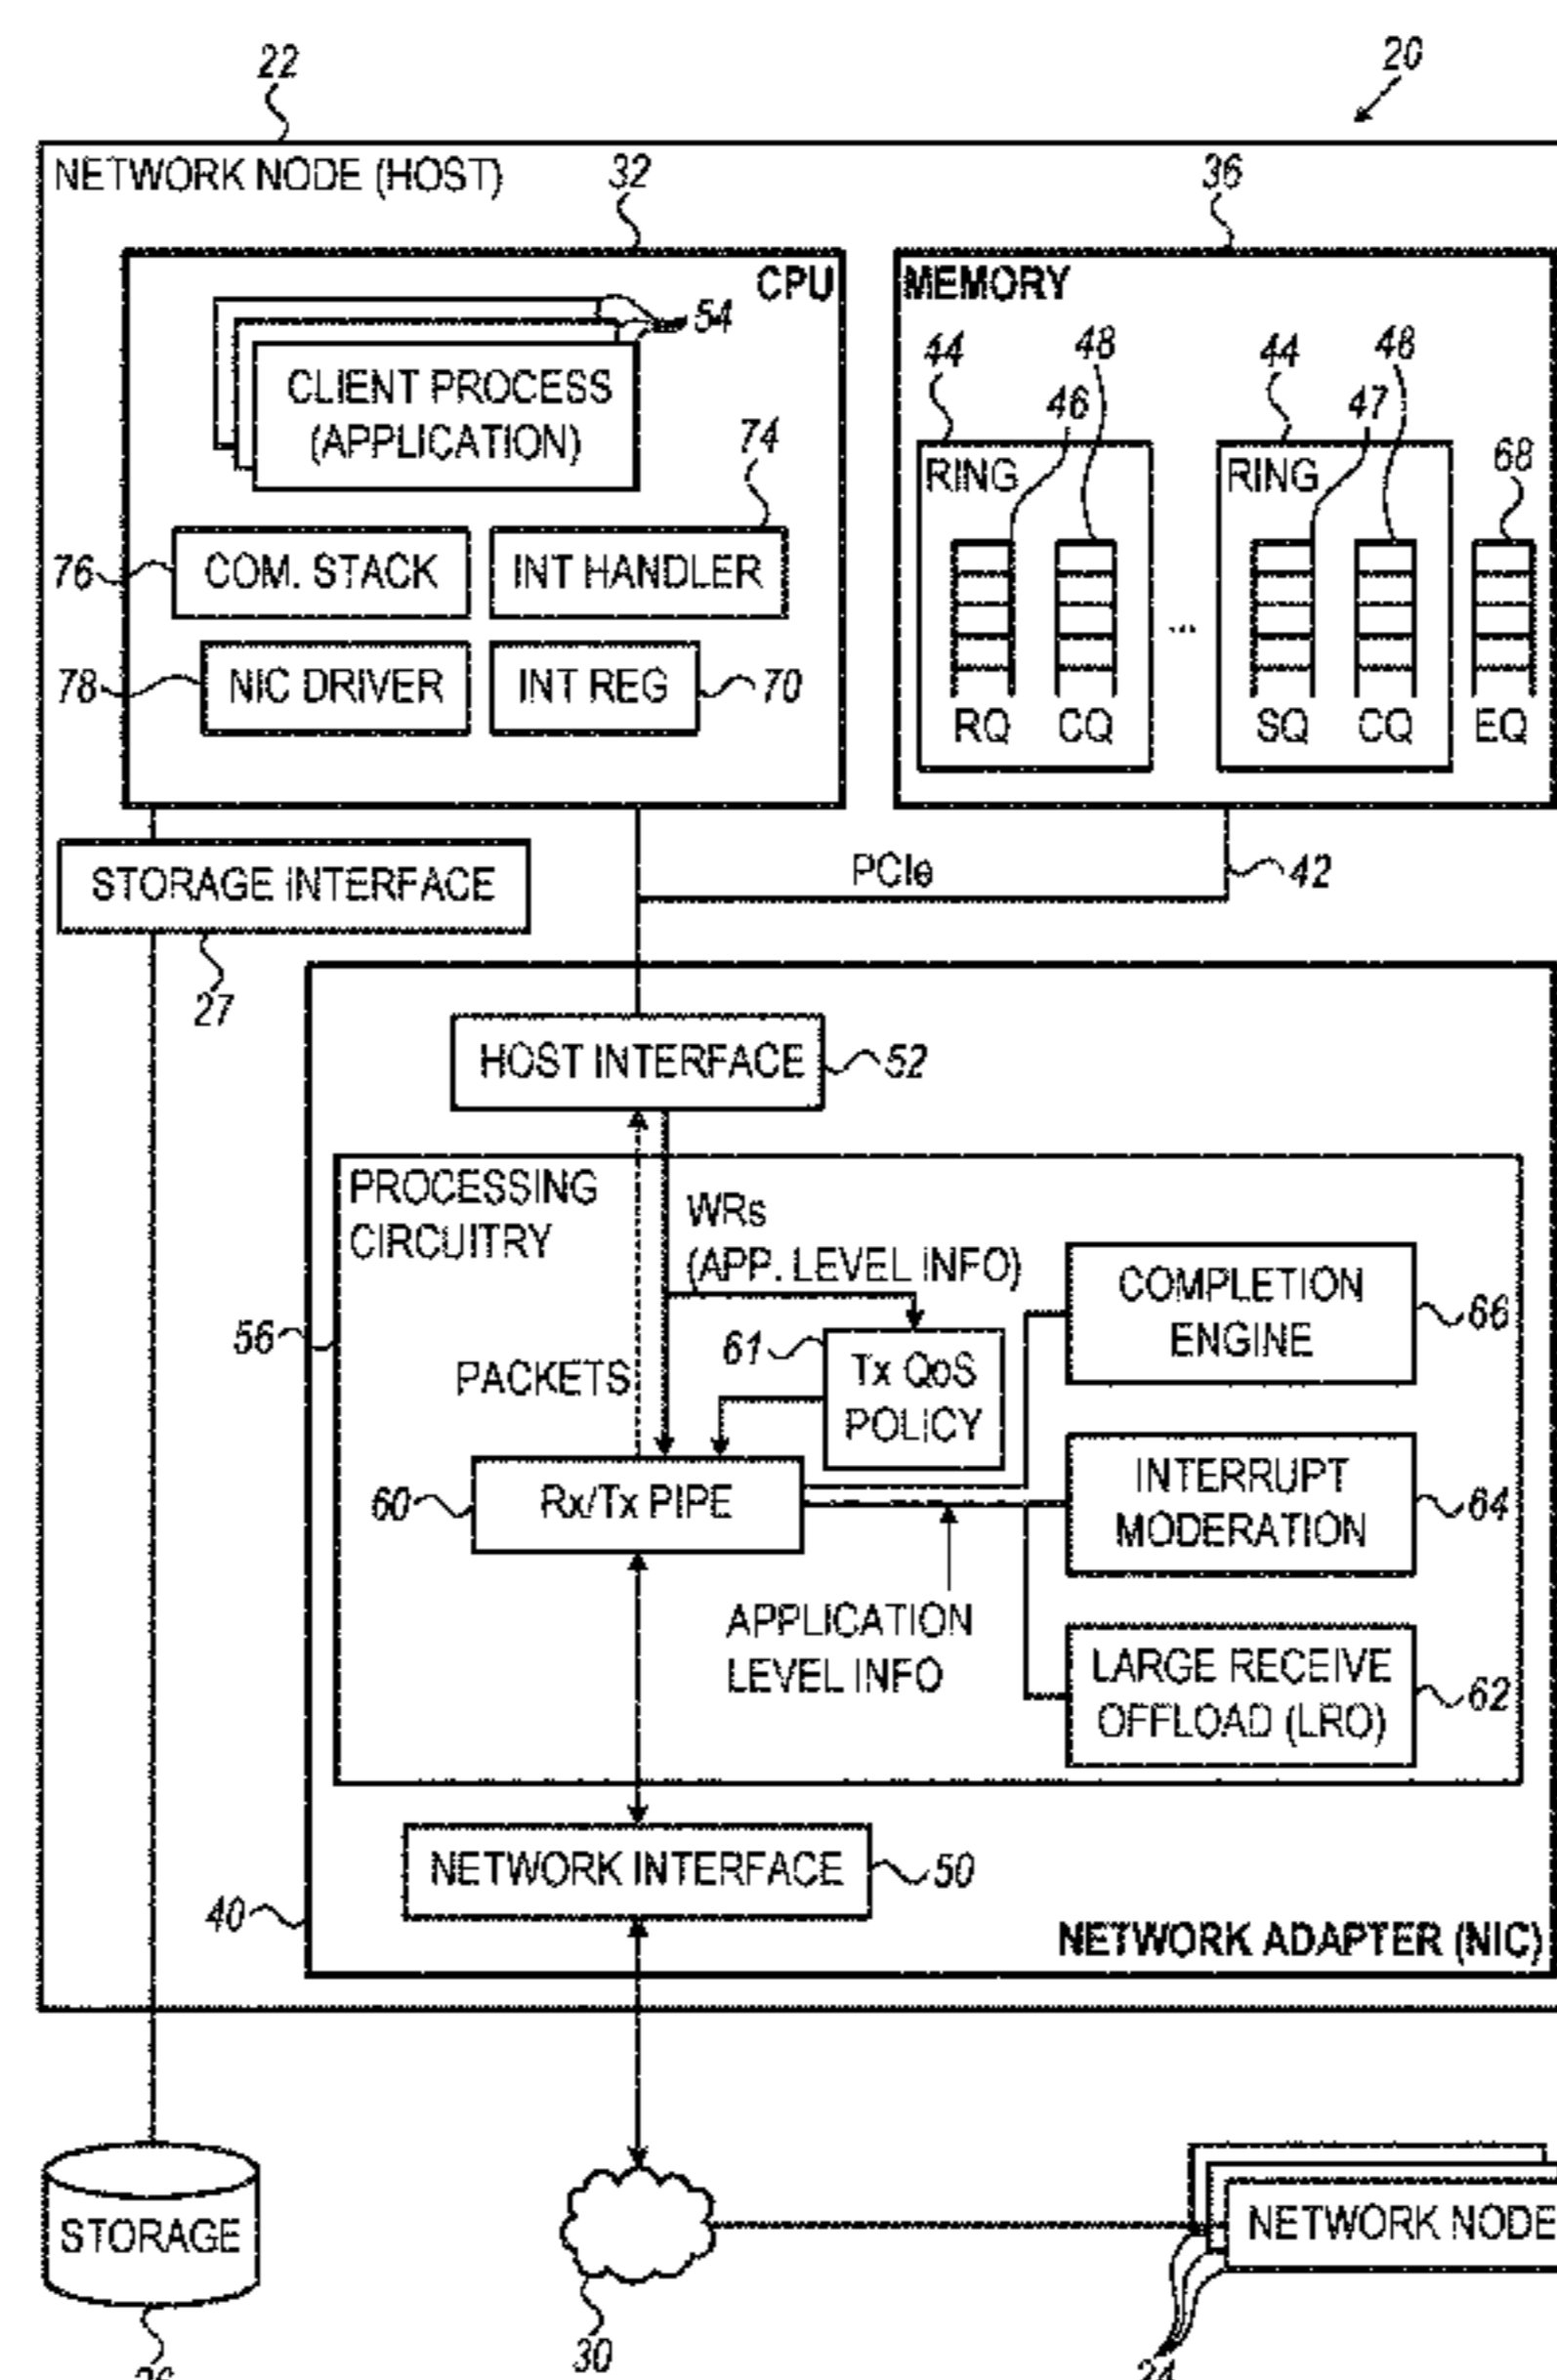 22
20
NETWORK NODE (HOST)
32
36
CPU
MEMORY
54
CLIENT PROCESS
(APPLICATION)
74
44
48
44
48
46
47
68
RING
RING
76
COM. STACK
INT HANDLER
78
NIC DRIVER
INT REG
70
...
RQ
CQ
SQ
CQ
EQ
STORAGE INTERFACE
PCIe
42
27
HOST INTERFACE
52
PROCESSING
CIRCUITRY
WRs
(APP. LEVEL INFO)
COMPLETION
ENGINE
66
56
61
PACKETS
Tx QoS
POLICY
60
Rx/Tx PIPE
INTERRUPT
MODERATION
64
APPLICATION
LEVEL INFO
LARGE RECEIVE
OFFLOAD (LRO)
62
NETWORK INTERFACE
50
40
NETWORK ADAPTER (NIC)
STORAGE
NETWORK NODE
30